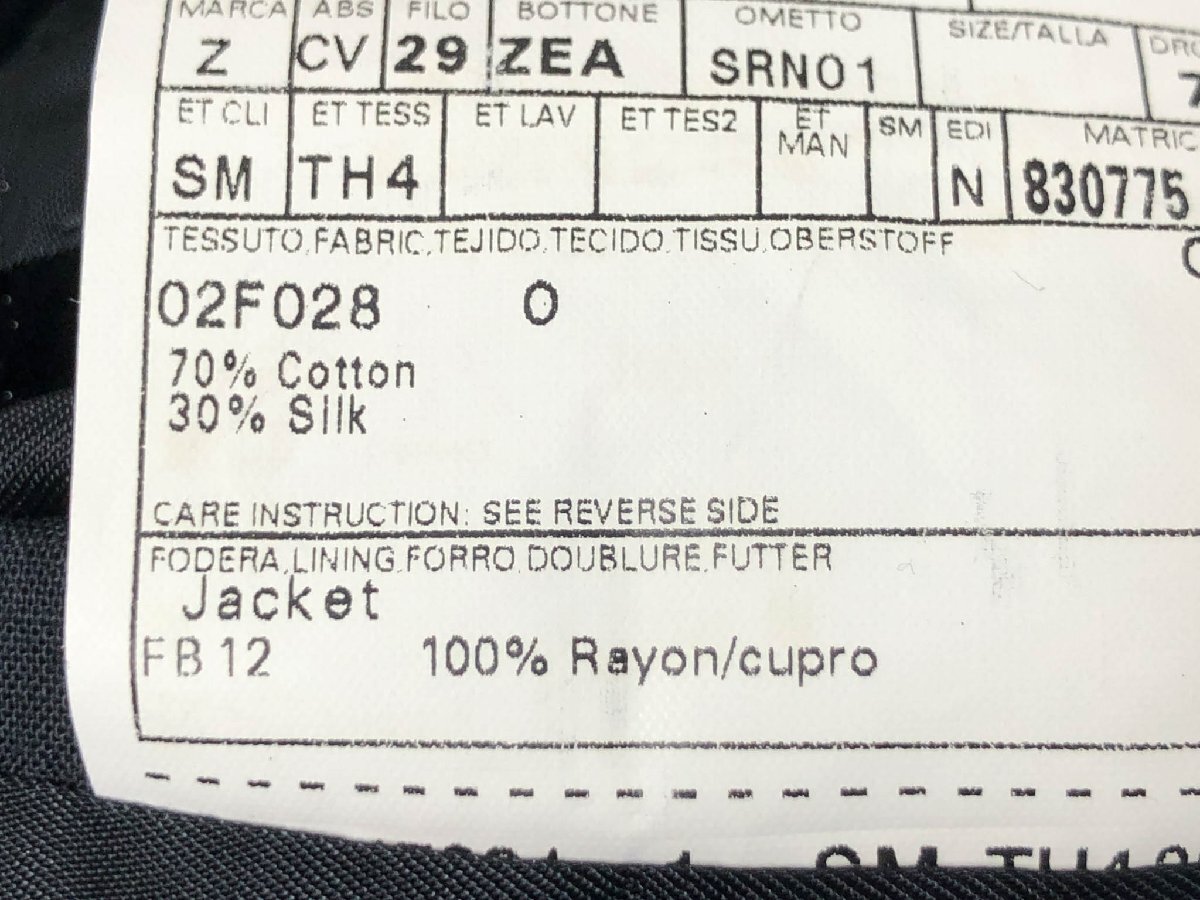 MARCA ABS FILO BOTTONE OMETTO SIZE/TALLA
Z CV 29 ZEA SRN01 7
ET CLI ET TESS ET LAV ET TES2 ET MAN SM EDI MATRIC
SM TH4 N 830775
TESSUTO,FABRIC,TEJIDO,TECIDO,TISSU,OBERSTOFF
02F028 0
70% Cotton
30% Silk
CARE INSTRUCTION: SEE REVERSE SIDE
FODERA,LINING,FORRO,DOUBLURE,FUTTER
Jacket
FB12 100% Rayon/cupro